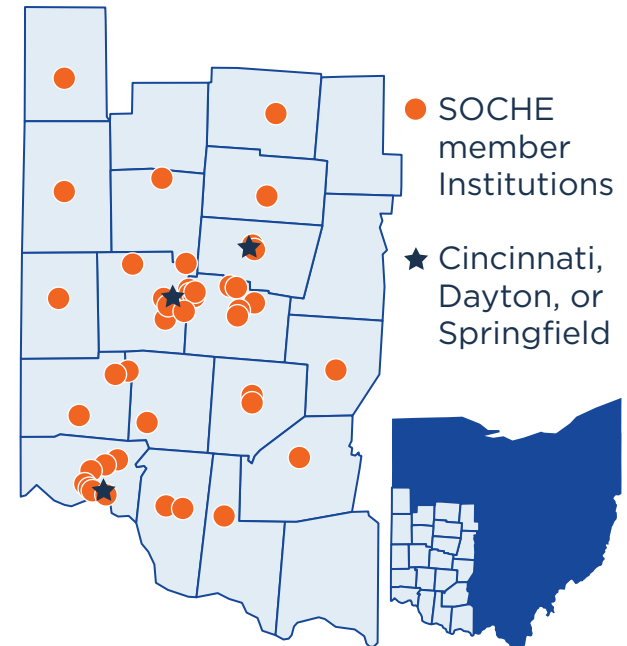 SOCHE
member
Institutions
Cincinnati,
Dayton, or
Springfield